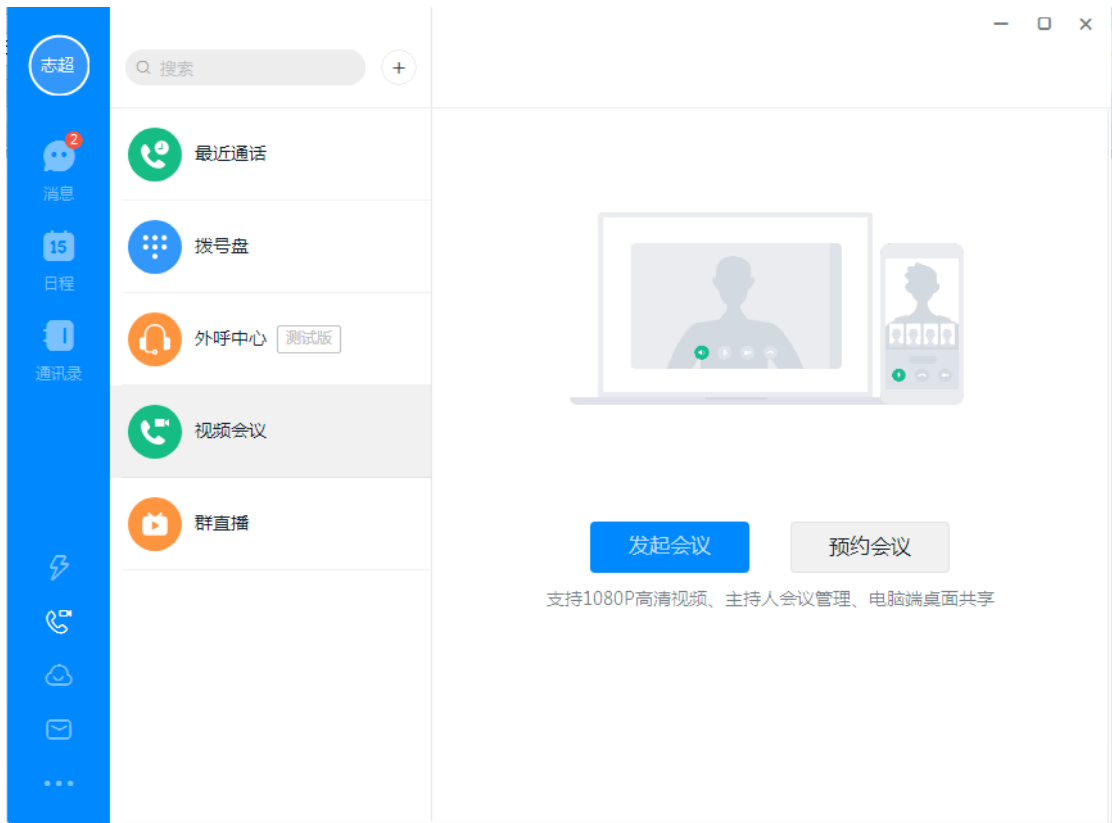 志超
2
消息
15
日程
通讯录
搜索
+
最近通话
拨号盘
外呼中心 测试版
视频会议
群直播
发起会议 预约会议
支持1080P高清视频、主持人会议管理、电脑端桌面共享